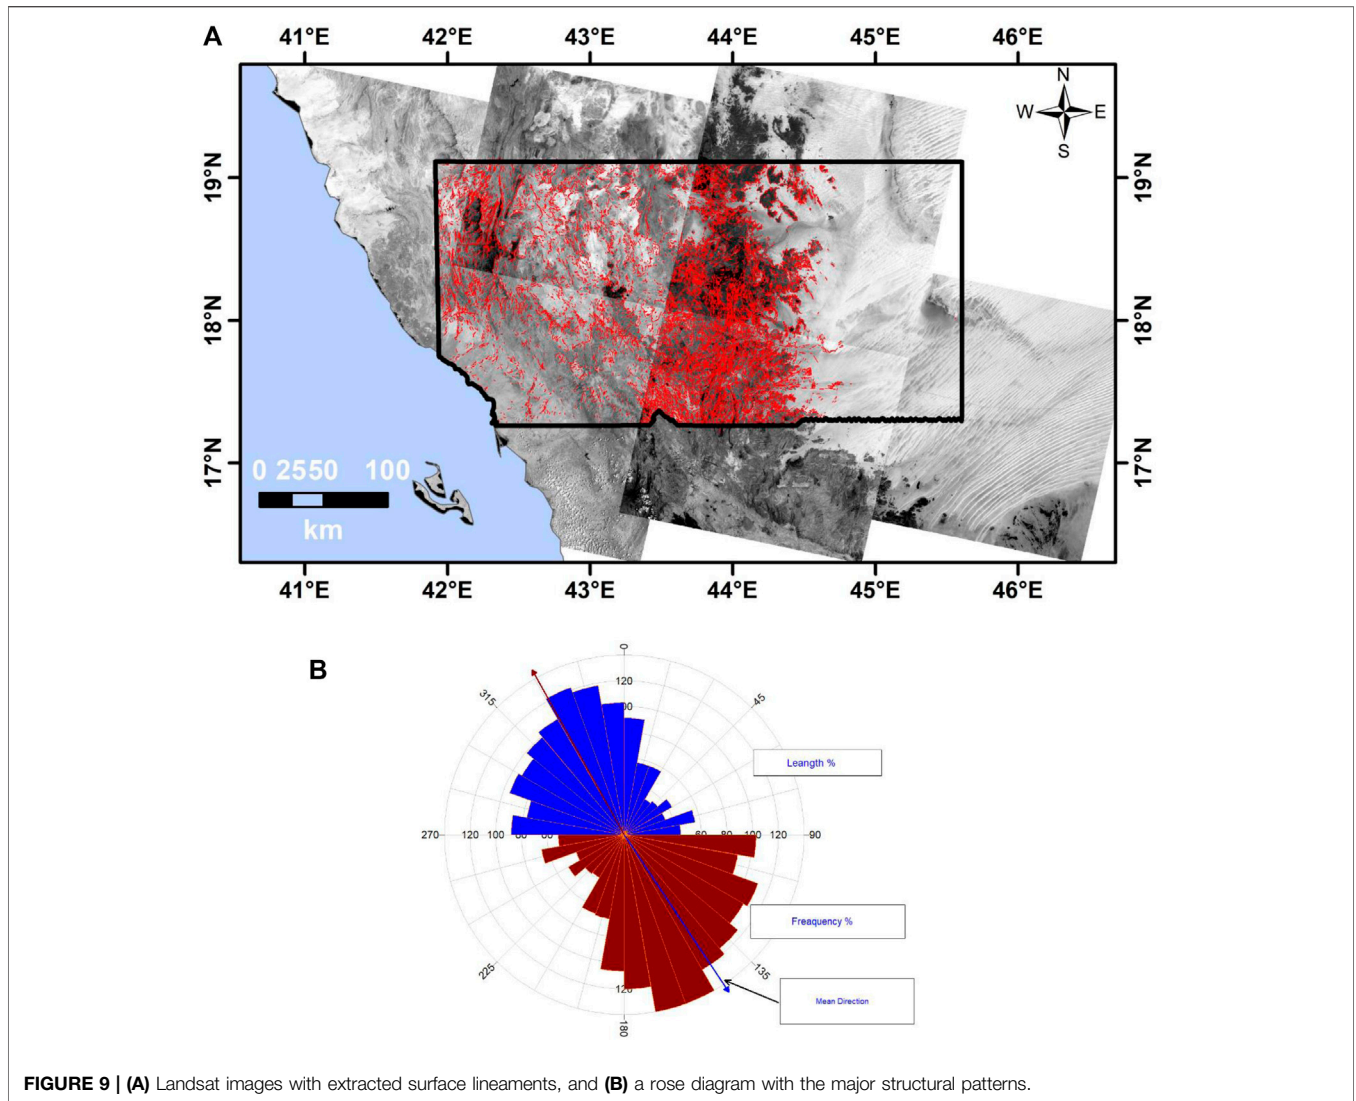 A
41°E 42°E 43°E 44°E 45°E 46°E
N
W E
S
19°N 19°N
18°N 18°N
17°N 17°N
0 2550 100
km
41°E 42°E 43°E 44°E 45°E 46°E
B
0
315 120 45
Leangth %
270 120 100 60 80 100 120 90
Freaquency %
225 135
120
Mean Direction
180
FIGURE 9 | (A) Landsat images with extracted surface lineaments, and (B) a rose diagram with the major structural patterns.